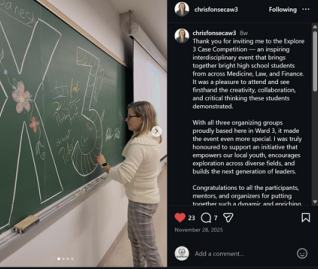 chrisfonsecaw3
Following
chrisfonsecaw3 8w
Thank you for inviting me to the Explore
3 Case Competition — an inspiring
interdisciplinary event that brings
together bright high school students
from across Medicine, Law, and Finance.
It was a pleasure to attend and see
firsthand the creativity, collaboration,
and critical thinking these students
demonstrated.
With all three organizing groups
proudly based here in Ward 3, it made
the event even more special. I was truly
honoured to support an initiative that
empowers our local youth, encourages
exploration across diverse fields, and
builds the next generation of leaders.
Congratulations to all the participants,
mentors, and organizers for putting
together such a dynamic and enriching
23 7
November 28, 2025
Add a comment...